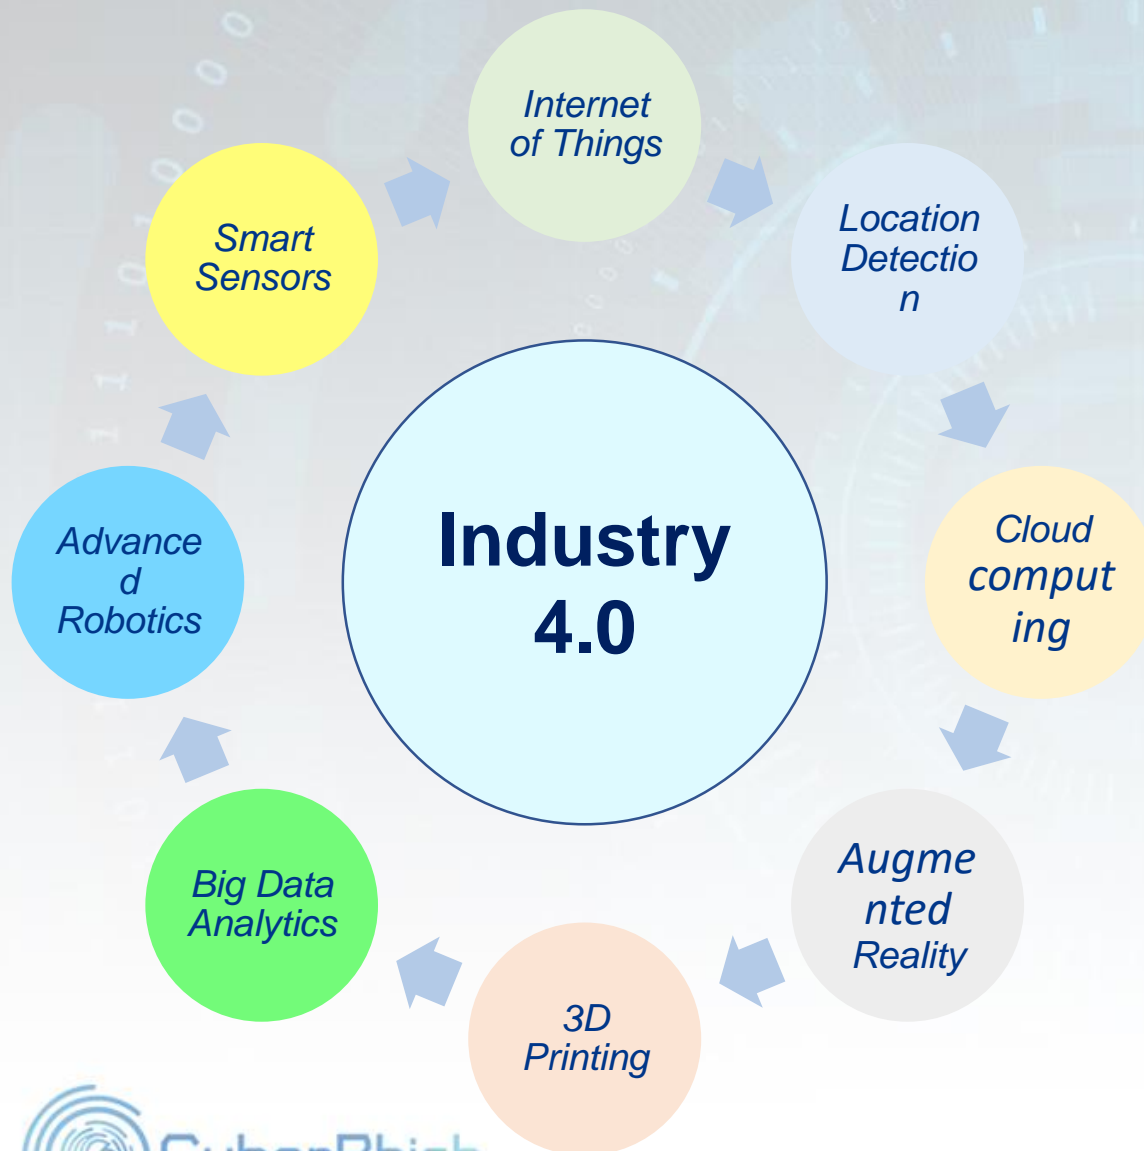 Internet
of Things
Location
Detectio
n
Cloud
comput
ing
Augme
nted
Reality
3D
Printing
Big Data
Analytics
Advance
d
Robotics
Smart
Sensors
Industry
4.0